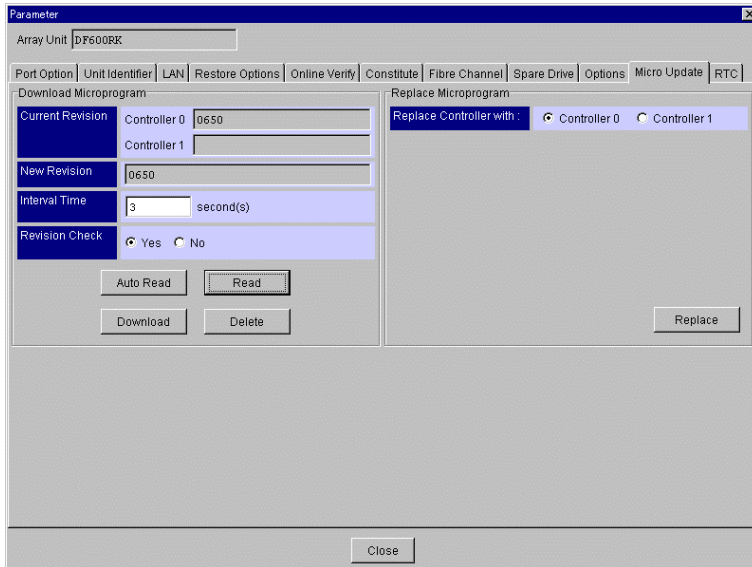 Parameter
Array Unit DF600RK
Port Option Unit Identifier LAN Restore Options Online Verify Constitute Fibre Channel Spare Drive Options Micro Update RTC
Download Microprogram
Current Revision Controller 0 0650
Controller 1
New Revision 0650
Interval Time 3 second(s)
Revision Check Yes No
Auto Read Read
Download Delete
Replace Microprogram
Replace Controller with : Controller 0 Controller 1
Replace
Close